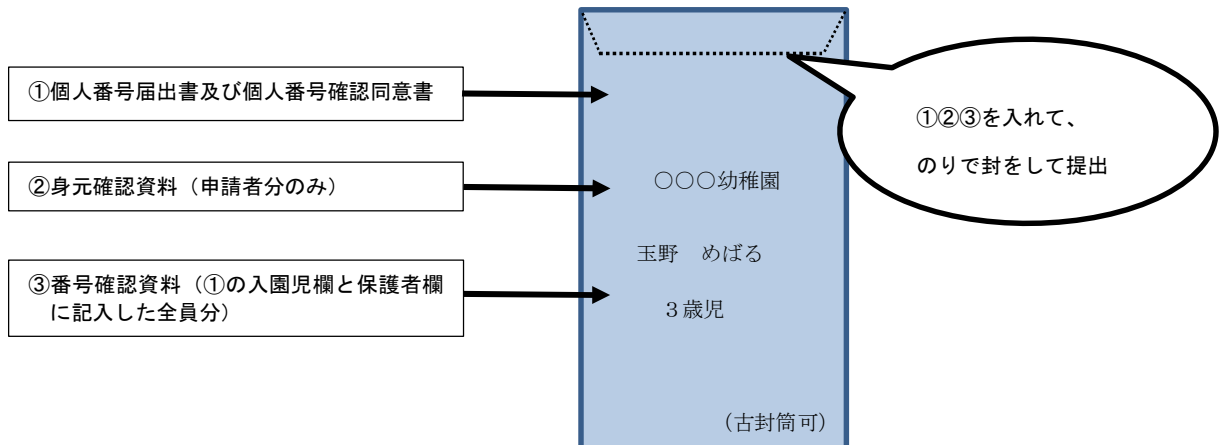 ①個人番号届出書及び個人番号確認同意書
②身元確認資料（申請者分のみ）
③番号確認資料（①の入園児欄と保護者欄
に記入した全員分）
①②③を入れて、
のりで封をして提出
○○○幼稚園
玉野　めばる
３歳児
（古封筒可）